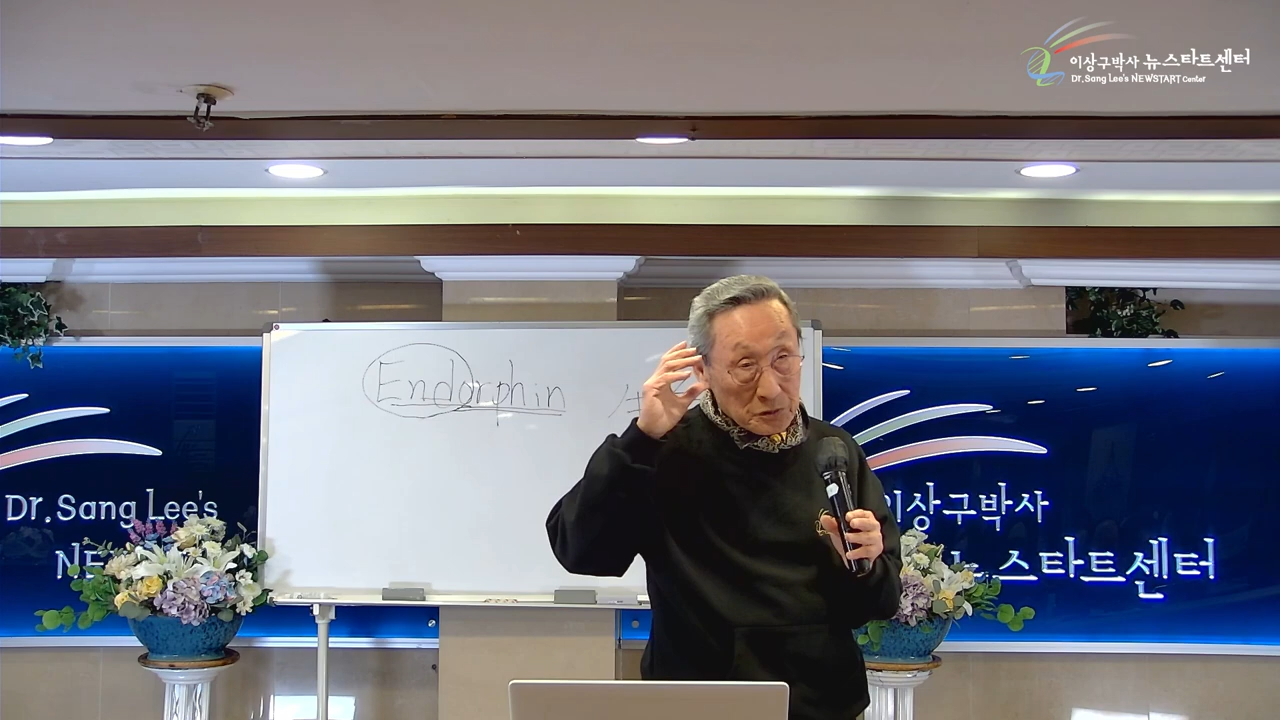 이상구박사 뉴스타트센터
Dr. Sang Lee's NEWSTART Center
Endorphin
Dr. Sang Lee's
이상구박사
스타트센터